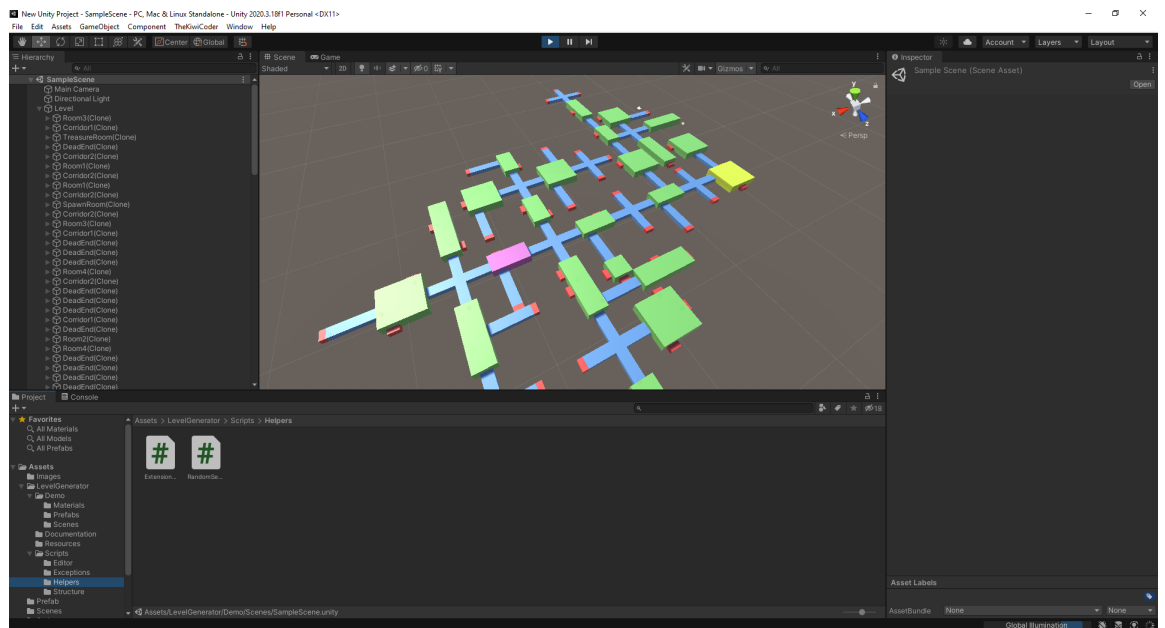 New Unity Project - SampleScene - PC, Mac & Linux Standalone - Unity 2020.3.18f1 Personal <DX11>
File Edit Assets GameObject Component TheKiwiCoder Window Help
Center Global Account Layers Layout
Hierarchy
All
SampleScene
Main Camera
Directional Light
Level
Room3(Clone)
Corridor1(Clone)
TreasureRoom(Clone)
DeadEnd(Clone)
Corridor2(Clone)
Room1(Clone)
Corridor2(Clone)
Room1(Clone)
Corridor2(Clone)
SpawnRoom(Clone)
Corridor2(Clone)
Room3(Clone)
Corridor1(Clone)
DeadEnd(Clone)
DeadEnd(Clone)
DeadEnd(Clone)
Room4(Clone)
Corridor2(Clone)
DeadEnd(Clone)
DeadEnd(Clone)
DeadEnd(Clone)
Corridor1(Clone)
DeadEnd(Clone)
Room2(Clone)
Room4(Clone)
DeadEnd(Clone)
DeadEnd(Clone)
DeadEnd(Clone)
DeadEnd(Clone)
Scene Game
Shaded 2D 0 Gizmos All
y
x
z
Persp
Inspector
Sample Scene (Scene Asset)
Open
Project Console
18
Favorites
All Materials
All Models
All Prefabs
Assets
Images
LevelGenerator
Demo
Materials
Prefabs
Scenes
Documentation
Resources
Scripts
Editor
Exceptions
Helpers
Structure
Prefab
Scenes
Assets > LevelGenerator > Scripts > Helpers
# #
Extension... RandomSe...
Assets/LevelGenerator/Demo/Scenes/SampleScene.unity
Asset Labels
AssetBundle None None
Global Illumination